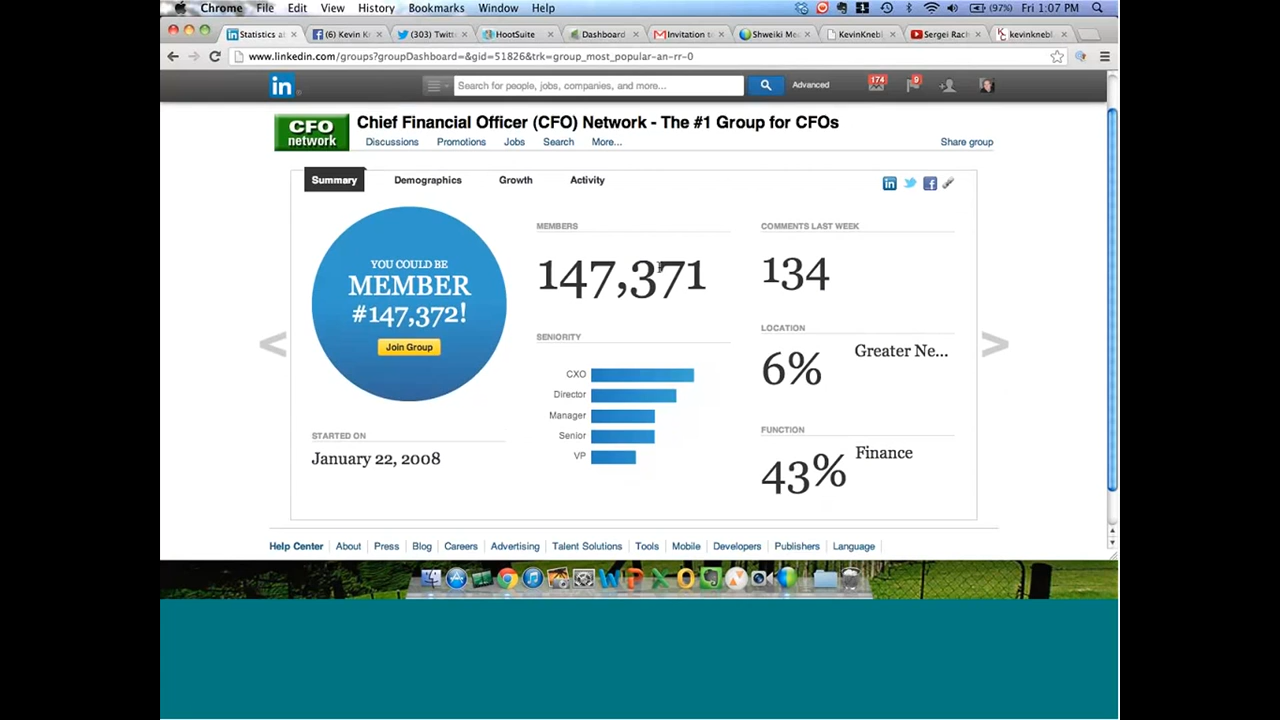 Chrome File Edit View History Bookmarks Window Help (97%) Fri 1:07 PM
Statistics a (6) Kevin K (303) Twitt HootSuite Dashboard Invitation t Shweiki Me KevinKneb Sergei Rac kevinknebl
www.linkedin.com/groups?groupDashboard=&gid=51826&trk=group_most_popular-an-rr-0
in Search for people, jobs, companies, and more... Advanced 174 9
CFO network
Chief Financial Officer (CFO) Network - The #1 Group for CFOs
Discussions Promotions Jobs Search More... Share group
Summary Demographics Growth Activity
YOU COULD BE
MEMBER
#147,372!
Join Group
STARTED ON
January 22, 2008
MEMBERS
147,371
SENIORITY
CXO
Director
Manager
Senior
VP
COMMENTS LAST WEEK
134
LOCATION
6% Greater Ne...
FUNCTION
43% Finance
Help Center About Press Blog Careers Advertising Talent Solutions Tools Mobile Developers Publishers Language